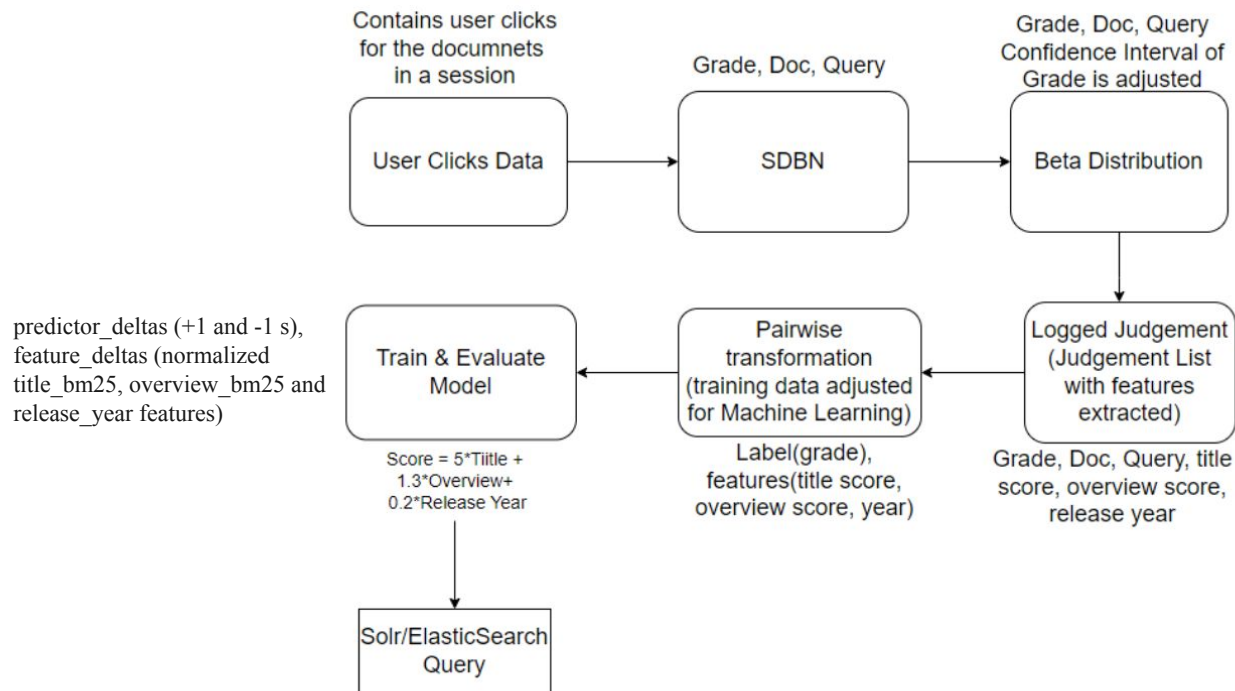 Contains user clicks
for the documnets
in a session
Grade, Doc, Query
Grade, Doc, Query
Confidence Interval of
Grade is adjusted
User Clicks Data
SDBN
Beta Distribution
predictor_deltas (+1 and -1 s),
feature_deltas (normalized
title_bm25, overview_bm25 and
release_year features)
Train & Evaluate
Model
Pairwise
transformation
(training data adjusted
for Machine Learning)
Logged Judgement
(Judgement List
with features
extracted)
Score = 5*Tiitle +
1.3*Overview+
0.2*Release Year
Label(grade),
features(title score,
overview score, year)
Grade, Doc, Query, title
score, overview score,
release year
Solr/ElasticSearch
Query